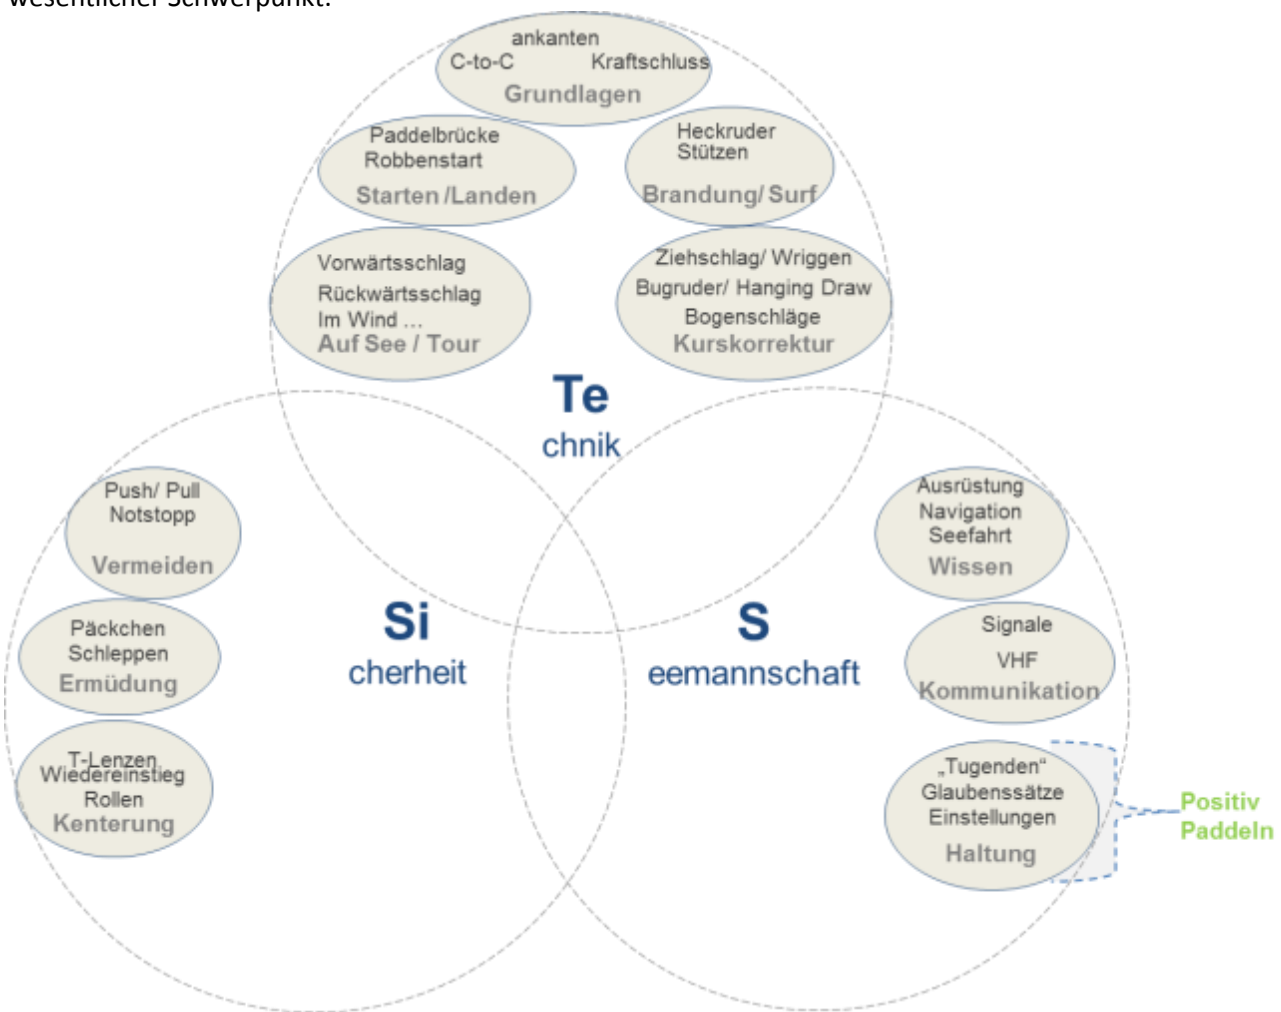 wesentlicher Schwerpunkt.
ankanten
C-to-C Kraftschluss
Grundlagen
Paddelbrücke
Robbenstart
Starten /Landen
Heckruder
Stützen
Brandung/ Surf
Vorwärtsschlag
Rückwärtsschlag
Im Wind ...
Auf See / Tour
Ziehschlag/ Wriggen
Bugruder/ Hanging Draw
Bogenschläge
Kurskorrektur
Te
chnik
Push/ Pull
Notstopp
Vermeiden
Päckchen
Schleppen
Ermüdung
T-Lenzen
Wiedereinstieg
Rollen
Kenterung
Si
cherheit
S
eemannschaft
Ausrüstung
Navigation
Seefahrt
Wissen
Signale
VHF
Kommunikation
„Tugenden“
Glaubenssätze
Einstellungen
Haltung
Positiv
Paddeln